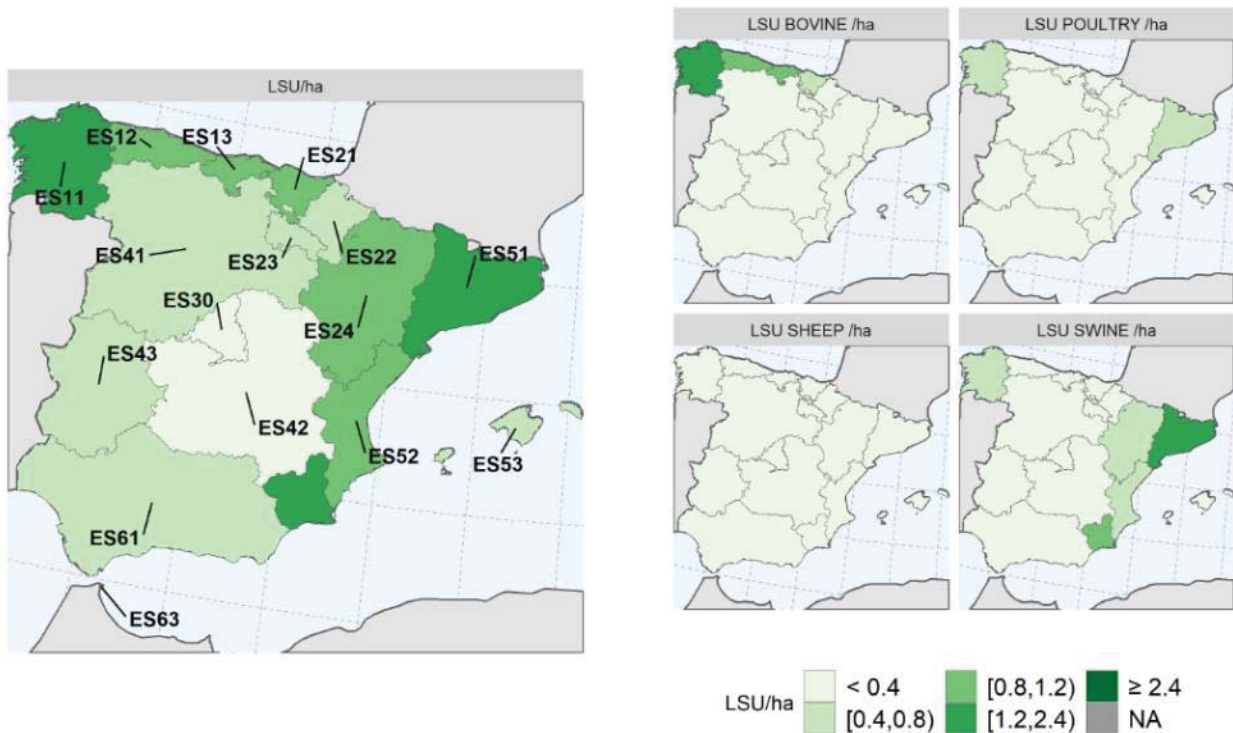 LSU/ha
ES12
ES13
ES21
ES11
ES41
ES23
ES22
ES51
ES30
ES24
ES43
ES42
ES52
ES53
ES61
ES63
LSU BOVINE /ha
LSU POULTRY /ha
LSU SHEEP /ha
LSU SWINE /ha
LSU/ha
< 0.4
[0.8,1.2)
≥ 2.4
[0.4,0.8)
[1.2,2.4)
NA